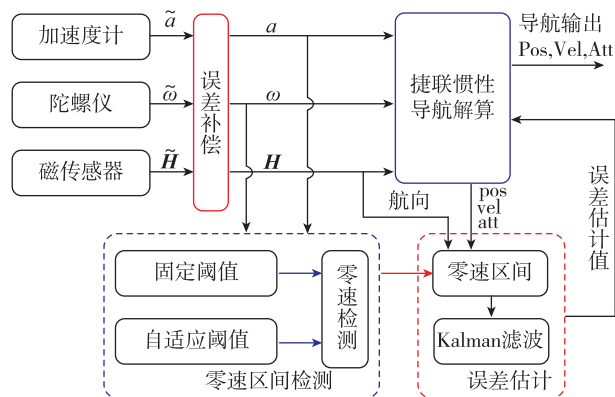 加速度计
ã
a
导航输出
Pos,Vel,Att
陀螺仪
ω̃
误差补偿
ω
捷联惯性
导航解算
磁传感器
H̃
H
航向
pos
vel
att
误差估计值
固定阈值
自适应阈值
零速检测
零速区间检测
零速区间
Kalman滤波
误差估计